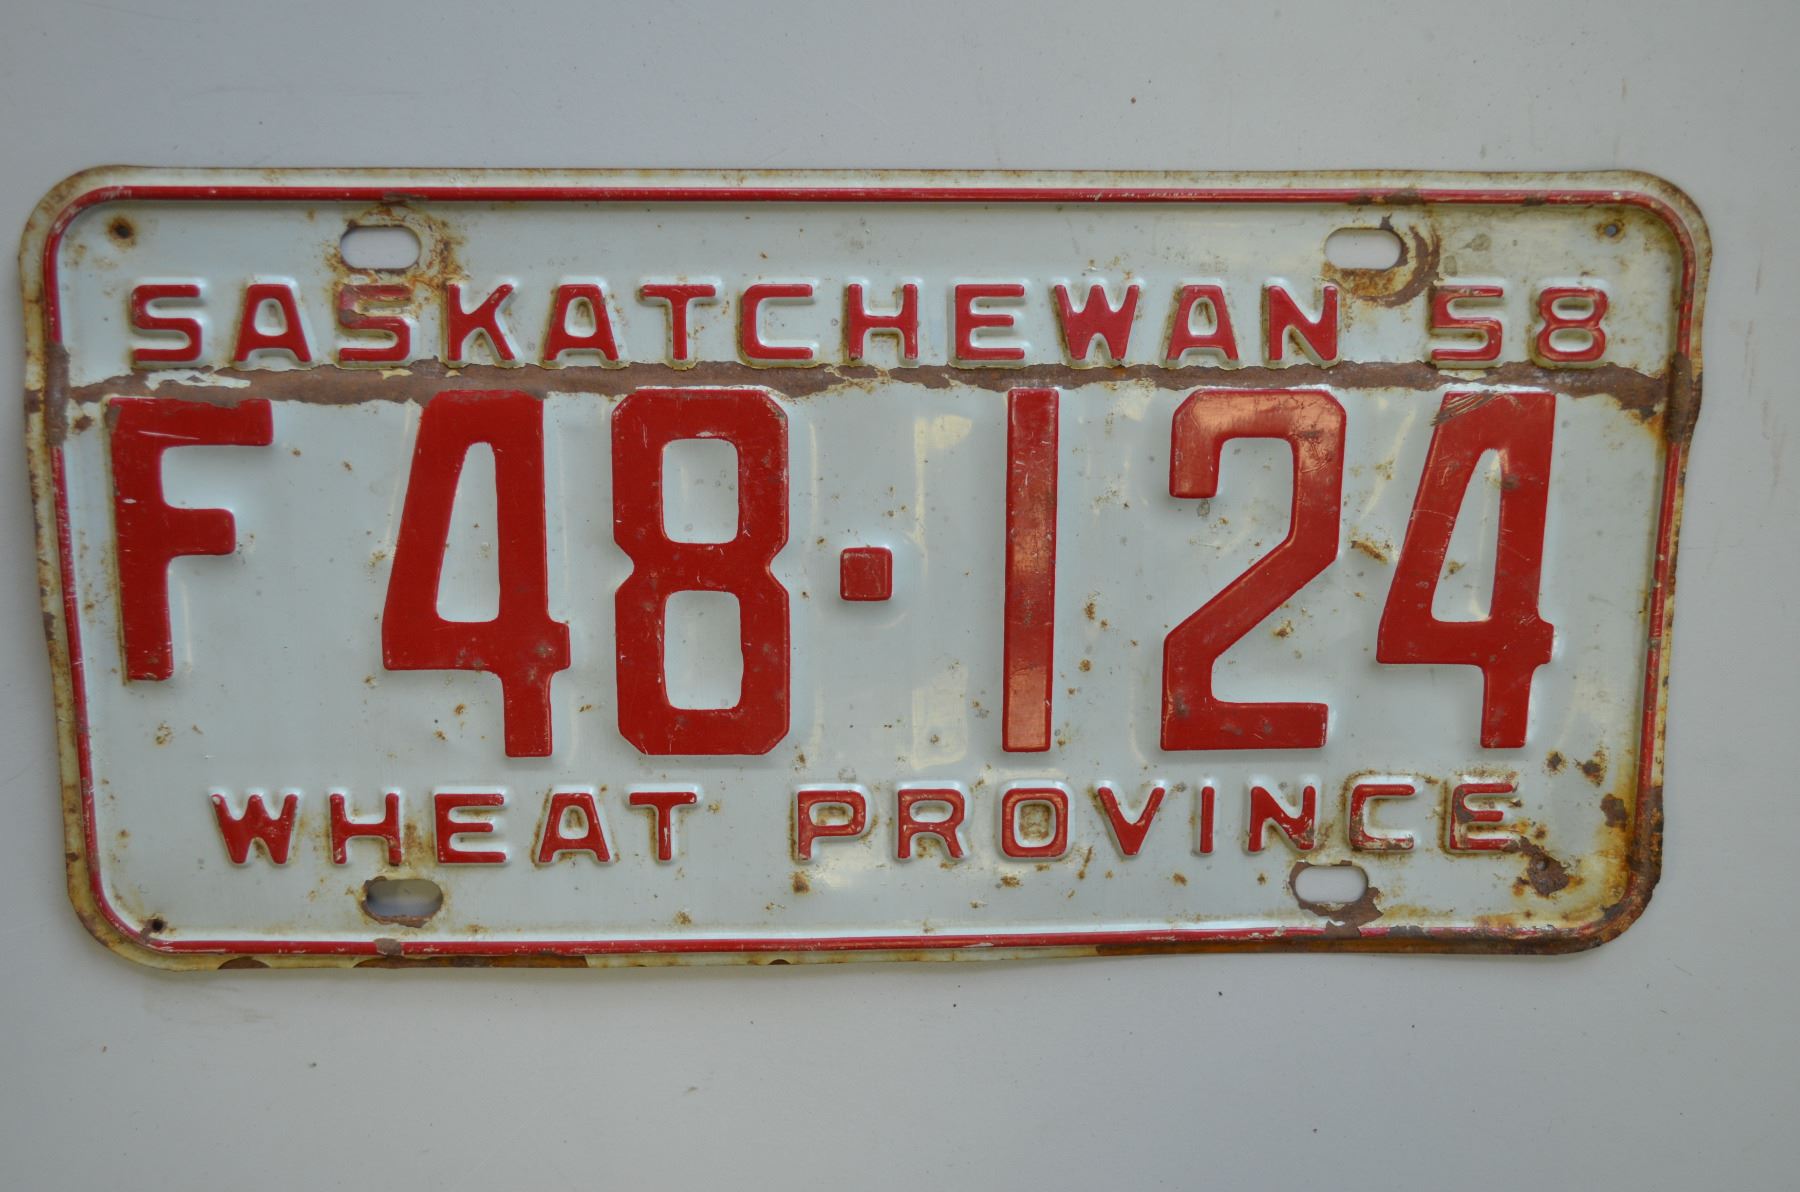 SASKATCHEWAN 58
F 48·124
WHEAT PROVINCE